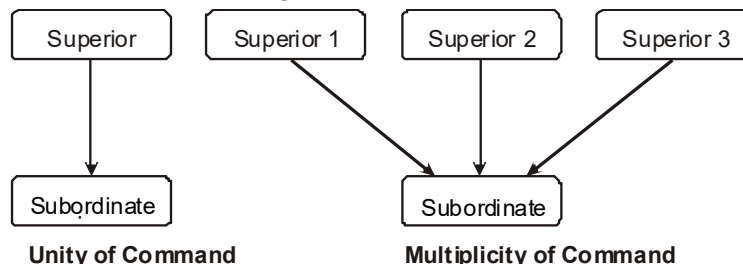 Superior Superior 1 Superior 2 Superior 3
Subordinate Subordinate
Unity of Command Multiplicity of Command